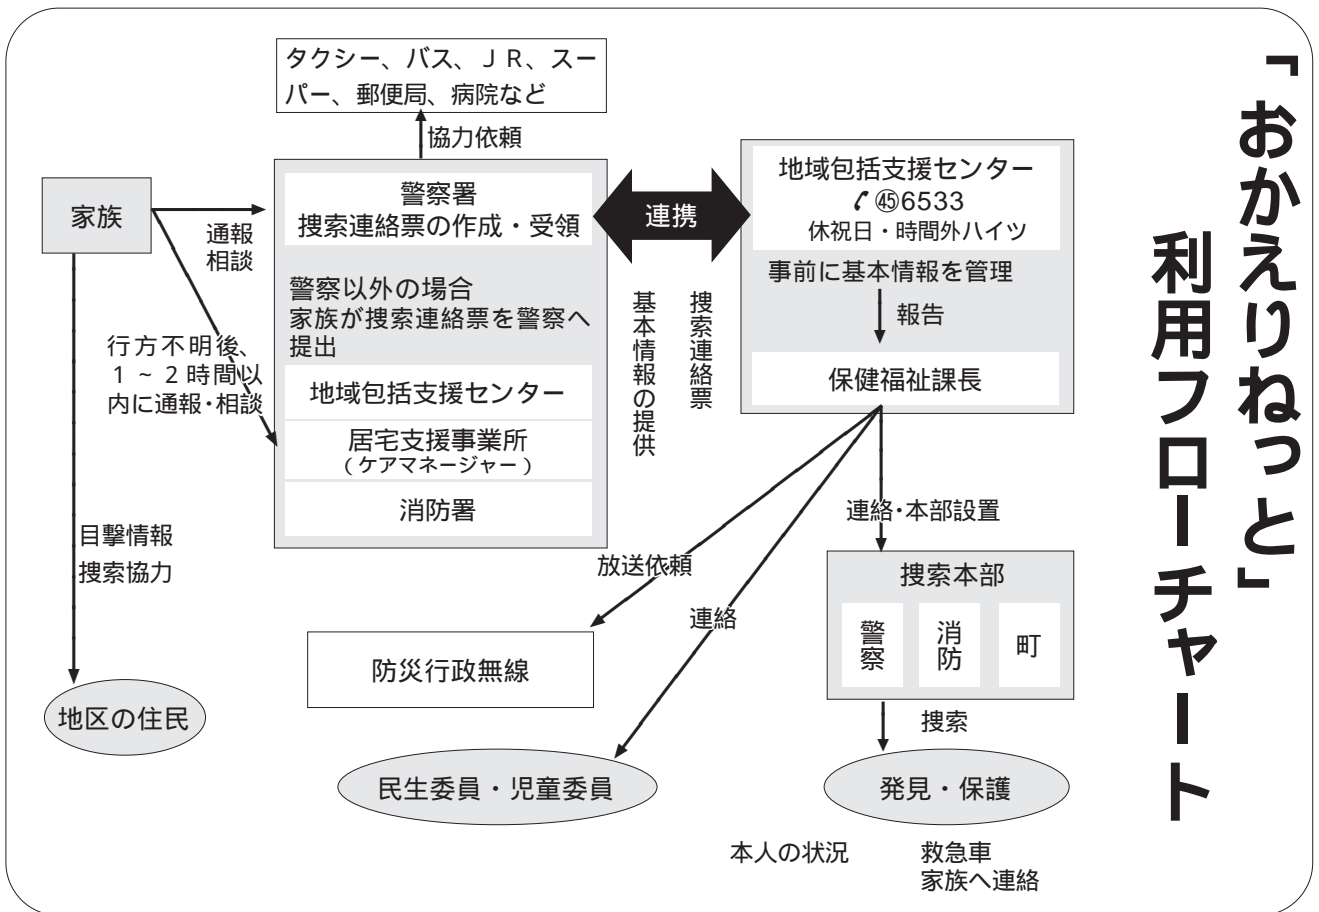 「おかえりねっと」
利用フローチャート
タクシー、バス、ＪＲ、スー
パー、郵便局、病院など
協力依頼
家族
通報
相談
行方不明後、
１～２時間以
内に通報・相談
目撃情報
捜索協力
地区の住民
警察署
捜索連絡票の作成・受領
警察以外の場合
家族が捜索連絡票を警察へ
提出
地域包括支援センター
居宅支援事業所
（ケアマネージャー）
消防署
連携
基本情報の提供
捜索連絡票
地域包括支援センター
㊺6533
休祝日・時間外ハイツ
事前に基本情報を管理
報告
保健福祉課長
放送依頼
連絡
連絡・本部設置
防災行政無線
民生委員・児童委員
捜索本部
警察
消防
町
捜索
発見・保護
本人の状況
救急車
家族へ連絡